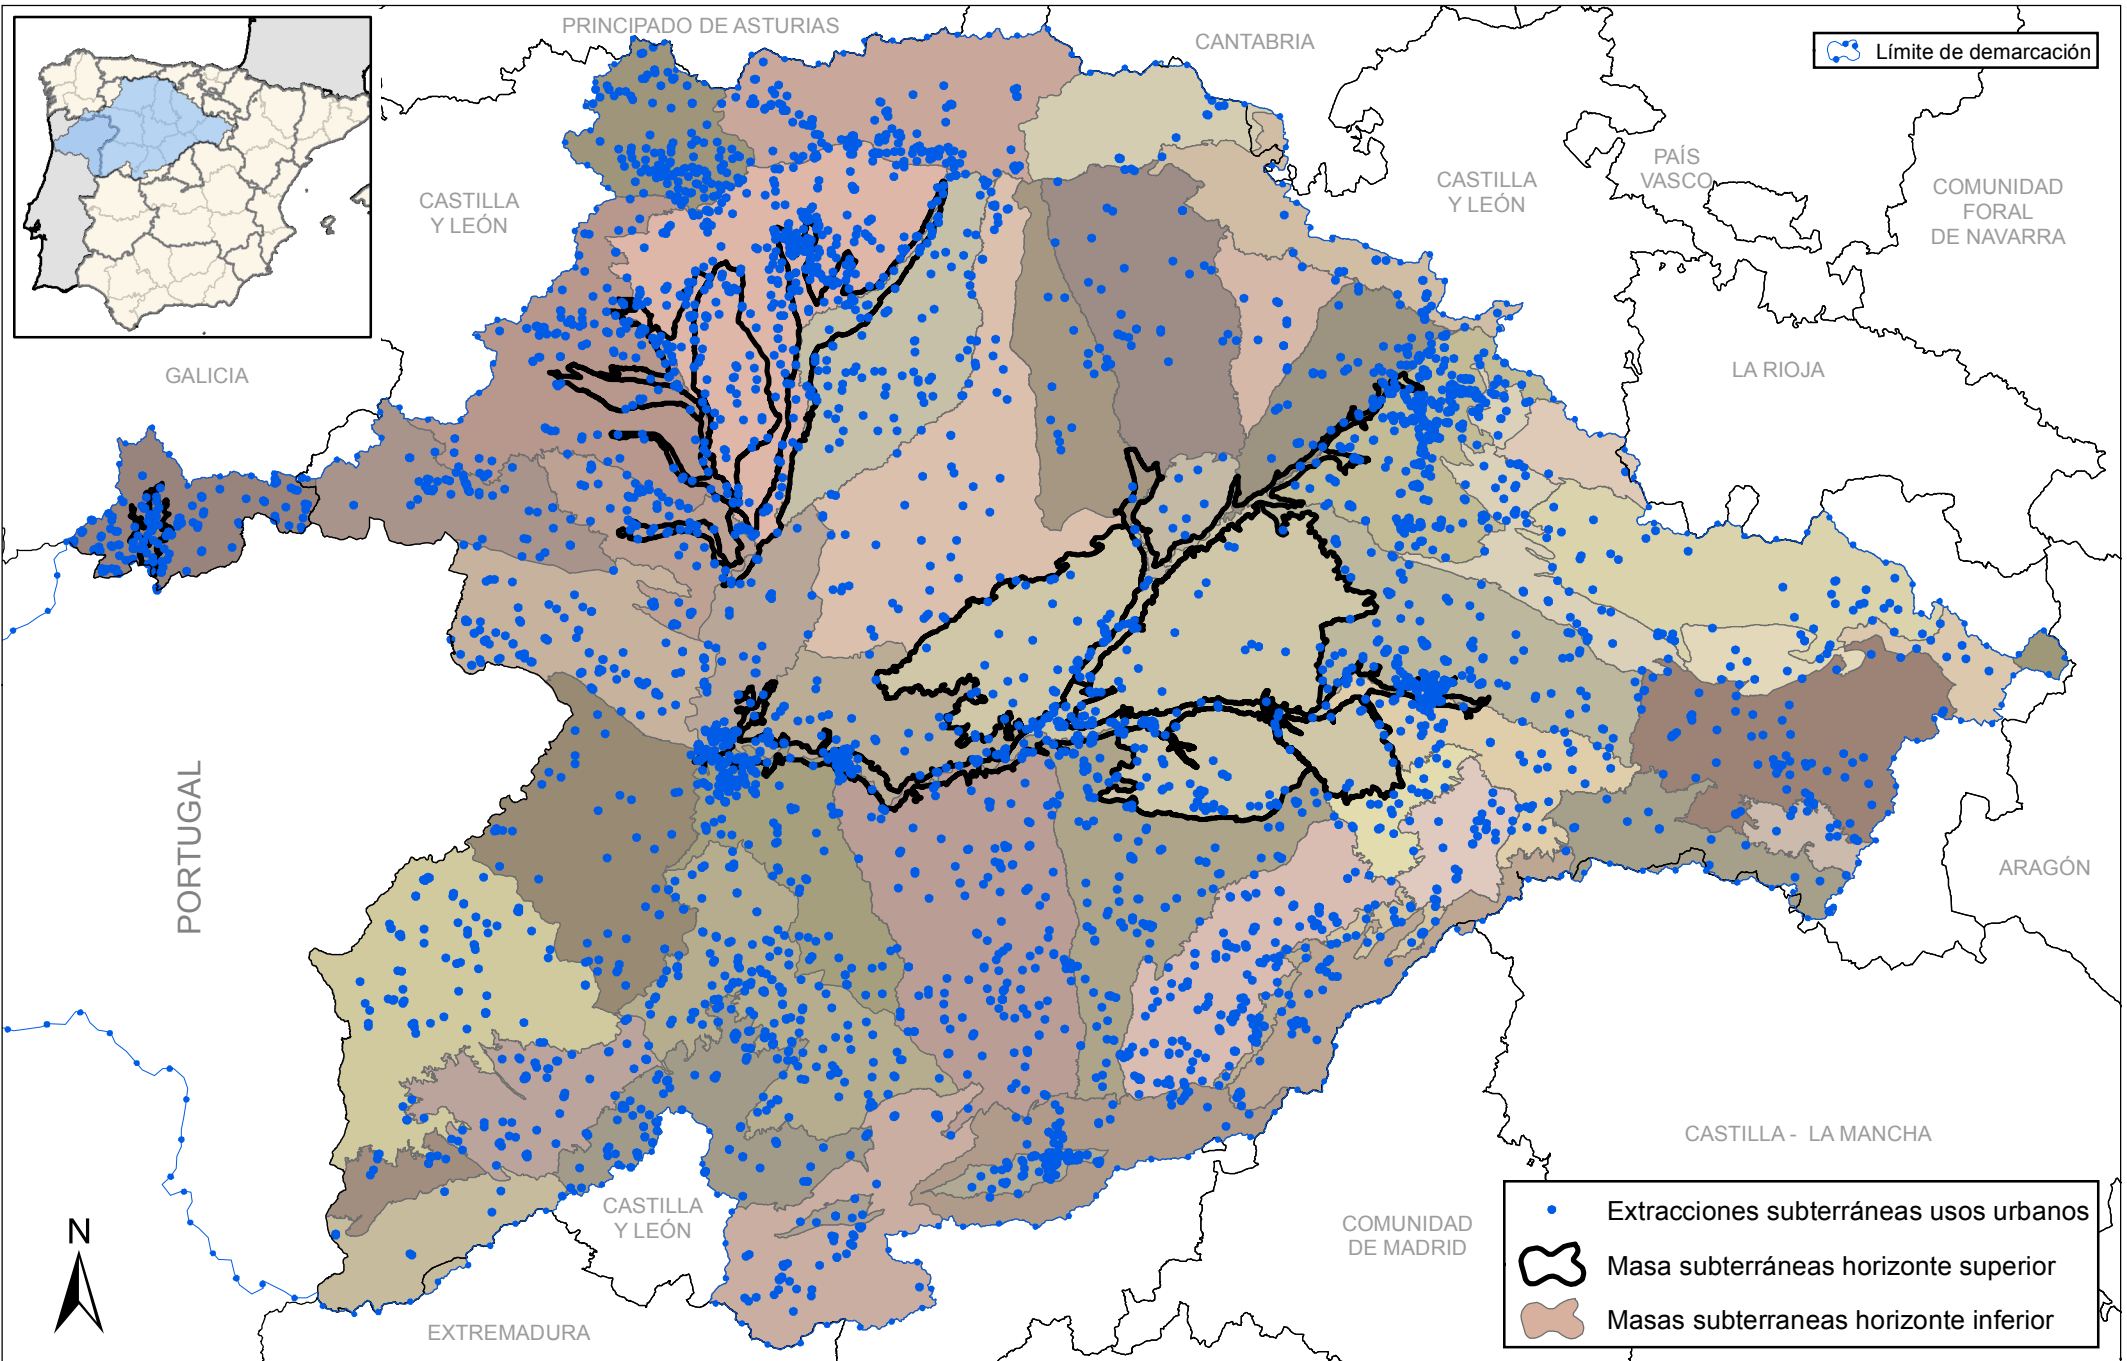 PRINCIPADO DE ASTURIAS
CANTABRIA
Límite de demarcación
CASTILLA
Y LEÓN
CASTILLA
Y LEÓN
PAÍS
VASCO
COMUNIDAD
FORAL
DE NAVARRA
GALICIA
LA RIOJA
PORTUGAL
ARAGÓN
CASTILLA - LA MANCHA
CASTILLA
Y LEÓN
COMUNIDAD
DE MADRID
EXTREMADURA
N
Extracciones subterráneas usos urbanos
Masa subterráneas horizonte superior
Masas subterraneas horizonte inferior